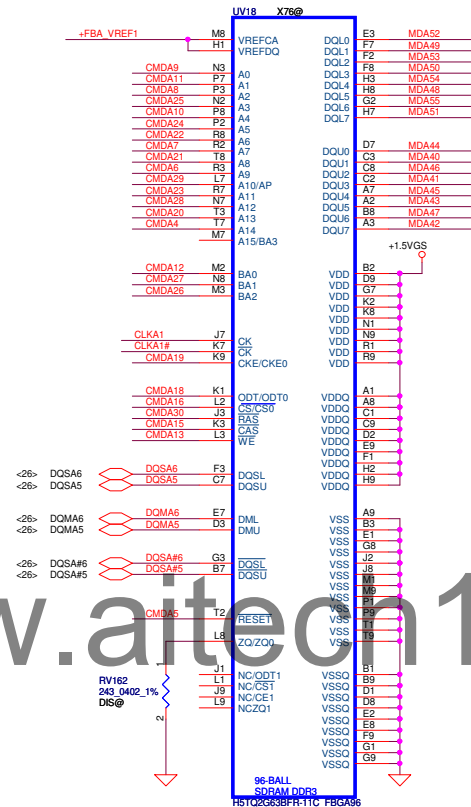 UV18 X76@
+FBA_VREF1 M8 VREFCA E3 MDA52 DQL0
H1 VREFDQ F7 MDA49 DQL1
F2 MDA53 DQL2
CMDA9 N3 A0 F8 MDA50 DQL3
CMDA11 P7 A1 H3 MDA54 DQL4
CMDA8 P3 A2 H8 MDA48 DQL5
CMDA25 N2 A3 G2 MDA55 DQL6
CMDA10 P8 A4 H7 MDA51 DQL7
CMDA24 P2 A5
CMDA22 R8 A6
CMDA7 R2 A7 D7 MDA44 DQU0
CMDA21 T8 A8 C3 MDA40 DQU1
CMDA6 R3 A9 C8 MDA46 DQU2
CMDA29 L7 A10/AP C2 MDA41 DQU3
CMDA23 R7 A11 A7 MDA45 DQU4
CMDA28 N7 A12 A2 MDA43 DQU5
CMDA20 T3 A13 B8 MDA47 DQU6
CMDA4 T7 A14 A3 MDA42 DQU7
M7 A15/BA3
+1.5VGS
CMDA12 M2 BA0 B2 VDD
CMDA27 N8 BA1 D9 VDD
CMDA26 M3 BA2 G7 VDD
K2 VDD
K8 VDD
N1 VDD
CLKA1 J7 CK N9 VDD
CLKA1# K7 CK R1 VDD
CMDA19 K9 CKE/CKE0 R9 VDD
CMDA18 K1 ODT/ODT0 A1 VDDQ
CMDA16 L2 CS/CS0 A8 VDDQ
CMDA30 J3 RAS C1 VDDQ
CMDA15 K3 CAS C9 VDDQ
CMDA13 L3 WE D2 VDDQ
E9 VDDQ
F1 VDDQ
<26> DQSA6 DQSA6 F3 DQSL H2 VDDQ
<26> DQSA5 DQSA5 C7 DQSU H9 VDDQ
<26> DQMA6 DQMA6 E7 DML A9 VSS
<26> DQMA5 DQMA5 D3 DMU B3 VSS
E1 VSS
G8 VSS
<26> DQSA#6 DQSA#6 G3 DQSL J2 VSS
<26> DQSA#5 DQSA#5 B7 DQSU J8 VSS
M1 VSS
M9 VSS
P1 VSS
CMDA5 T2 RESET P9 VSS
T1 VSS
L8 ZQ/ZQ0 T9 VSS
w.aitech1
J1 NC/ODT1 B1 VSSQ
L1 NC/CS1 B9 VSSQ
J9 NC/CE1 D1 VSSQ
L9 NCZQ1 D8 VSSQ
E2 VSSQ
E8 VSSQ
F9 VSSQ
G1 VSSQ
G9 VSSQ
1
RV162
243_0402_1%
DIS@
2
96-BALL
SDRAM DDR3
H5TQ2G63BFR-11C FBGA96